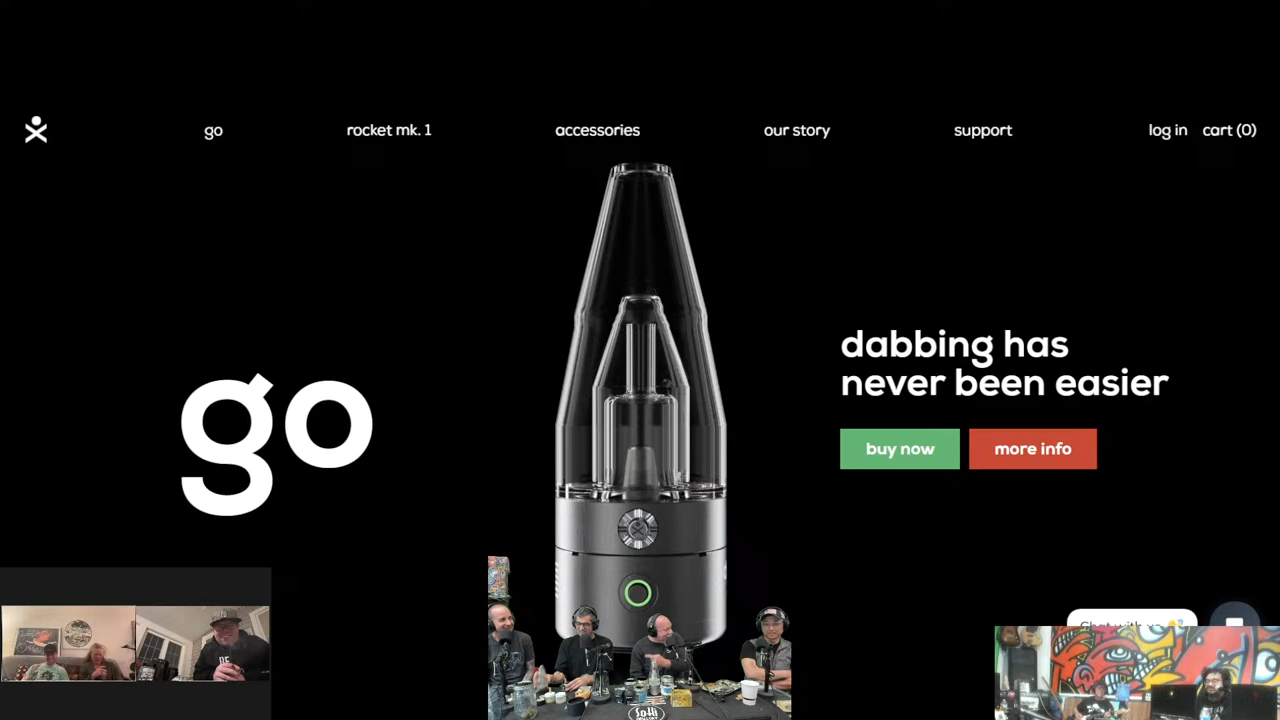 go
rocket mk. 1
accessories
our story
support
log in
cart (0)
go
dabbing has
never been easier
buy now
more info
SoHi